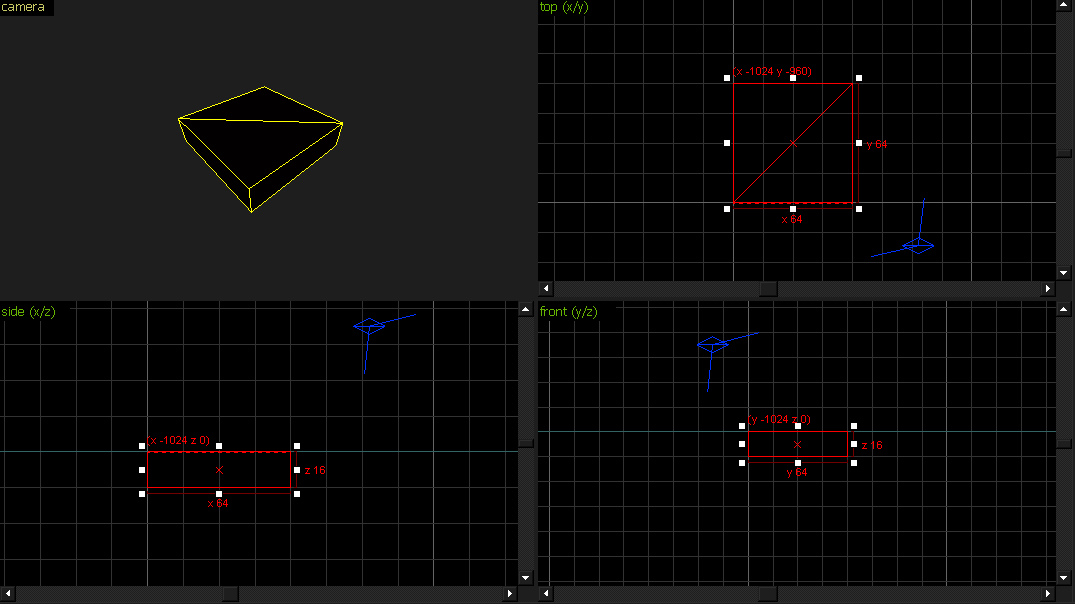 camera
top (x/y)
(x -1024 y -960)
y 64
x 64
side (x/z)
(x -1024 z 0)
z 16
x 64
front (y/z)
(y -1024 z 0)
z 16
y 64